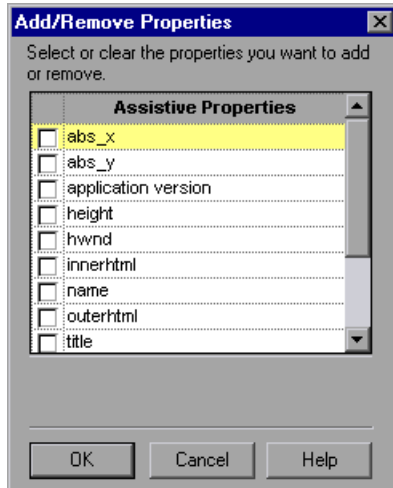 Add/Remove Properties
Select or clear the properties you want to add
or remove.
Assistive Properties
abs_x
abs_y
application version
height
hwnd
innerhtml
name
outerhtml
title
OK Cancel Help